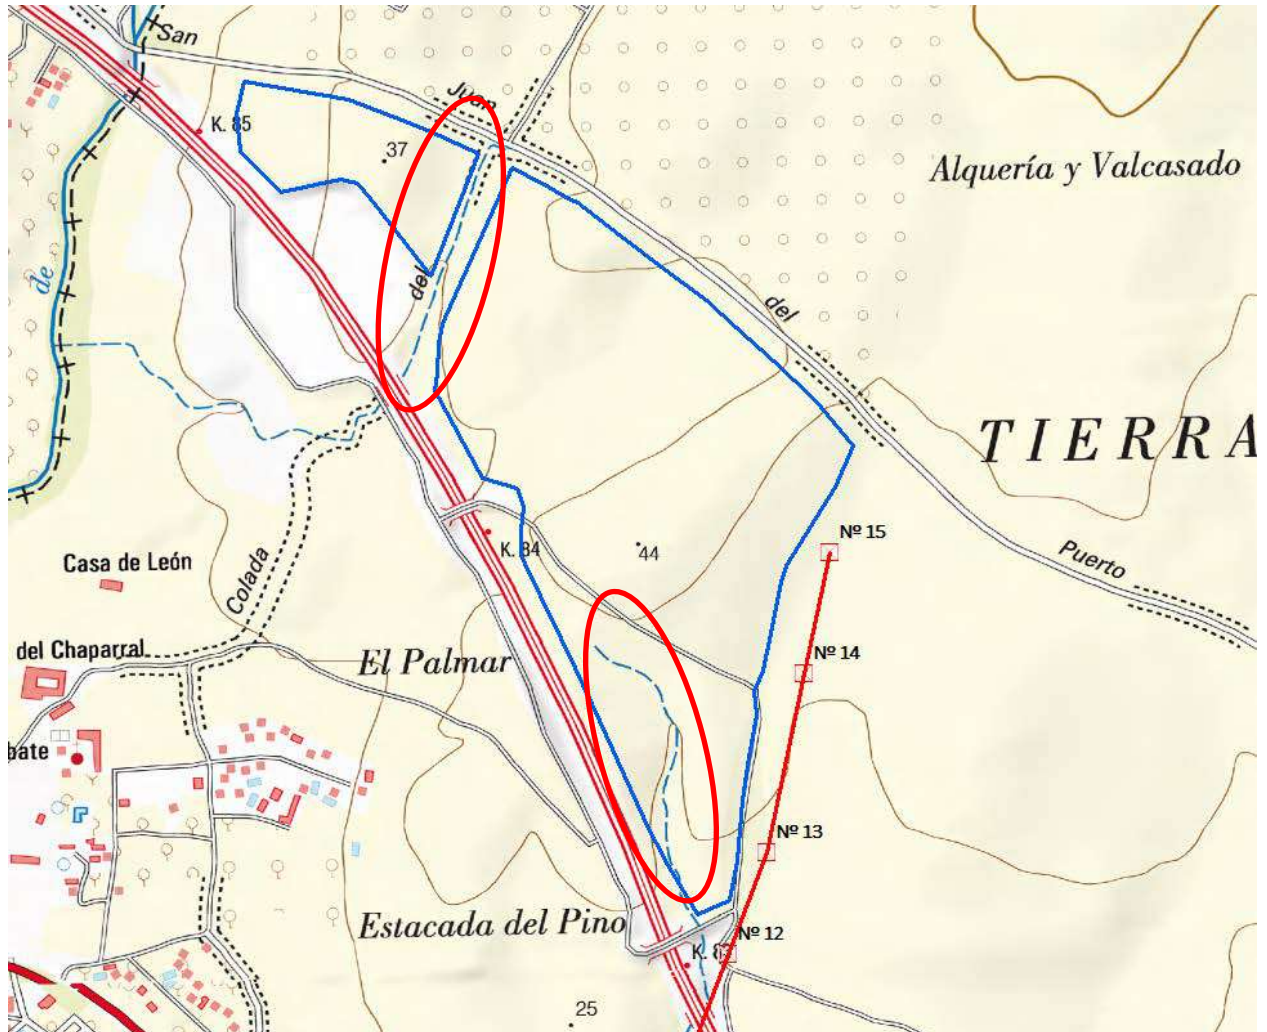 San
Juan
K. 85
37
Alquería y Valcasado
de
del
del
TIERRA
Nº 15
K. 84
44
Puerto
Casa de León
Colada
del Chaparral
El Palmar
Nº 14
bate
Nº 13
Estacada del Pino
Nº 12
K. 8
25